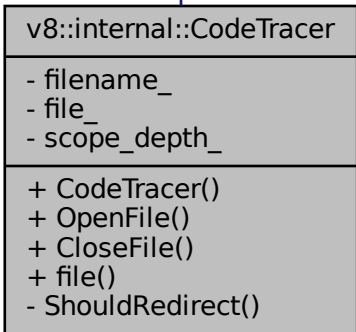 v8::internal::CodeTracer
- filename_
- file_
- scope_depth_
+ CodeTracer()
+ OpenFile()
+ CloseFile()
+ file()
- ShouldRedirect()